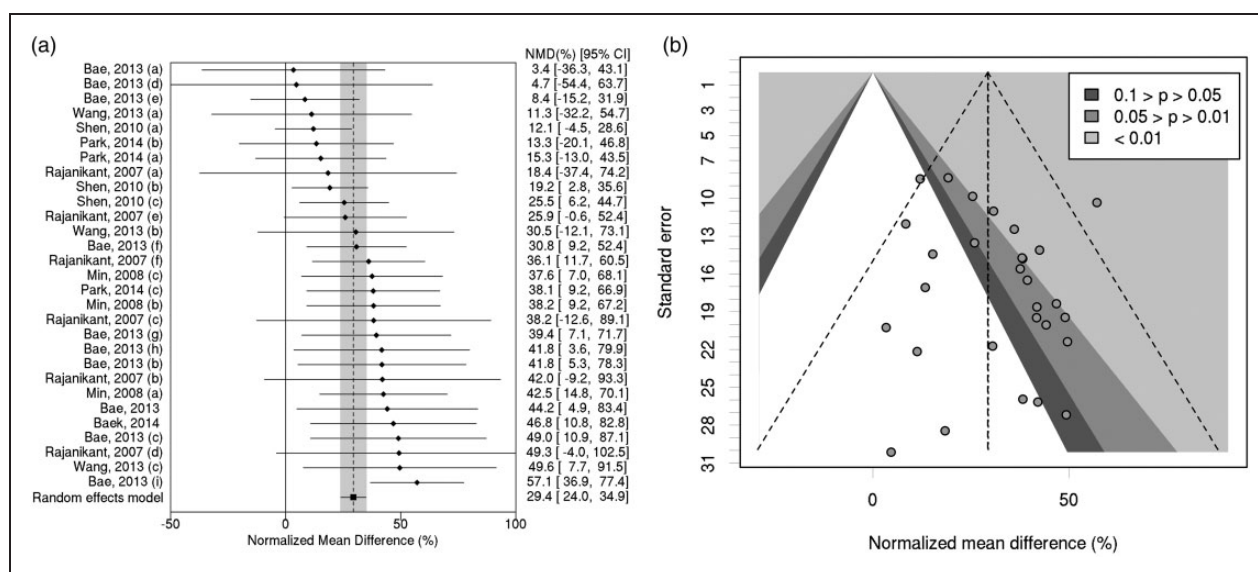 (a)
NMD(%) [95% CI]
Bae, 2013 (a) 3.4 [-36.3, 43.1]
Bae, 2013 (d) 4.7 [-54.4, 63.7]
Bae, 2013 (e) 8.4 [-15.2, 31.9]
Wang, 2013 (a) 11.3 [-32.2, 54.7]
Shen, 2010 (a) 12.1 [ -4.5, 28.6]
Park, 2014 (b) 13.3 [-20.1, 46.8]
Park, 2014 (a) 15.3 [-13.0, 43.5]
Rajanikant, 2007 (a) 18.4 [-37.4, 74.2]
Shen, 2010 (b) 19.2 [ 2.8, 35.6]
Shen, 2010 (c) 25.5 [ 6.2, 44.7]
Rajanikant, 2007 (e) 25.9 [ -0.6, 52.4]
Wang, 2013 (b) 30.5 [-12.1, 73.1]
Bae, 2013 (f) 30.8 [ 9.2, 52.4]
Rajanikant, 2007 (f) 36.1 [ 11.7, 60.5]
Min, 2008 (c) 37.6 [ 7.0, 68.1]
Park, 2014 (c) 38.1 [ 9.2, 66.9]
Min, 2008 (b) 38.2 [ 9.2, 67.2]
Rajanikant, 2007 (c) 38.2 [-12.6, 89.1]
Bae, 2013 (g) 39.4 [ 7.1, 71.7]
Bae, 2013 (h) 41.8 [ 3.6, 79.9]
Bae, 2013 (b) 41.8 [ 5.3, 78.3]
Rajanikant, 2007 (b) 42.0 [ -9.2, 93.3]
Min, 2008 (a) 42.5 [ 14.8, 70.1]
Bae, 2013 44.2 [ 4.9, 83.4]
Baek, 2014 46.8 [ 10.8, 82.8]
Bae, 2013 (c) 49.0 [ 10.9, 87.1]
Rajanikant, 2007 (d) 49.3 [ -4.0, 102.5]
Wang, 2013 (c) 49.6 [ 7.7, 91.5]
Bae, 2013 (i) 57.1 [ 36.9, 77.4]
Random effects model 29.4 [ 24.0, 34.9]
-50 0 50 100
Normalized Mean Difference (%)
(b)
0.1 > p > 0.05
0.05 > p > 0.01
< 0.01
Standard error
1
3
5
7
10
13
16
19
22
25
28
31
0 50
Normalized mean difference (%)